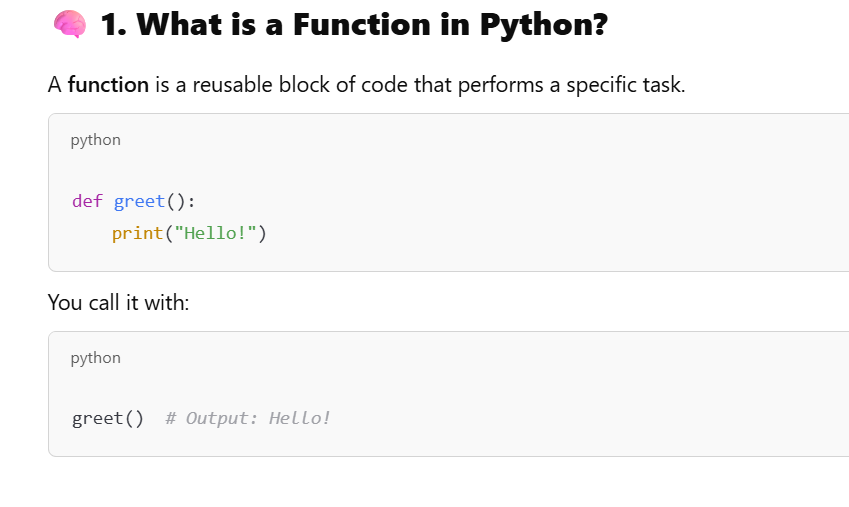 🧠 1. What is a Function in Python?
A function is a reusable block of code that performs a specific task.
python
def greet():
    print("Hello!")
You call it with:
python
greet()  # Output: Hello!